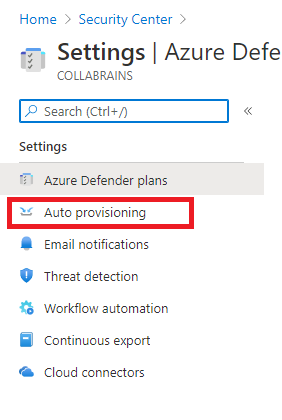 Home > Security Center >
Settings | Azure Defe
COLLABRAINS
Search (Ctrl+/) «
Settings
Azure Defender plans
Auto provisioning
Email notifications
Threat detection
Workflow automation
Continuous export
Cloud connectors